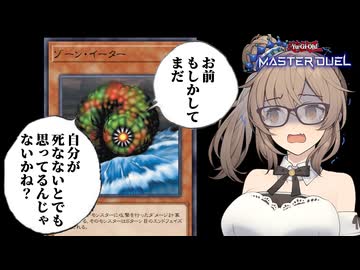 ゾーン・イーター
Yu-Gi-Oh!
MASTER DUEL
お前
もしかして
まだ
自分が
死なないとでも
思ってるんじゃ
ないかね?